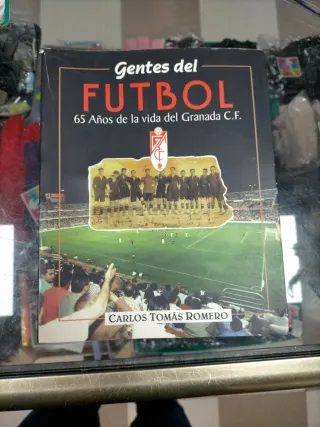 Gentes del
FUTBOL
65 Años de la vida del Granada C.F.
CARLOS TOMÁS ROMERO